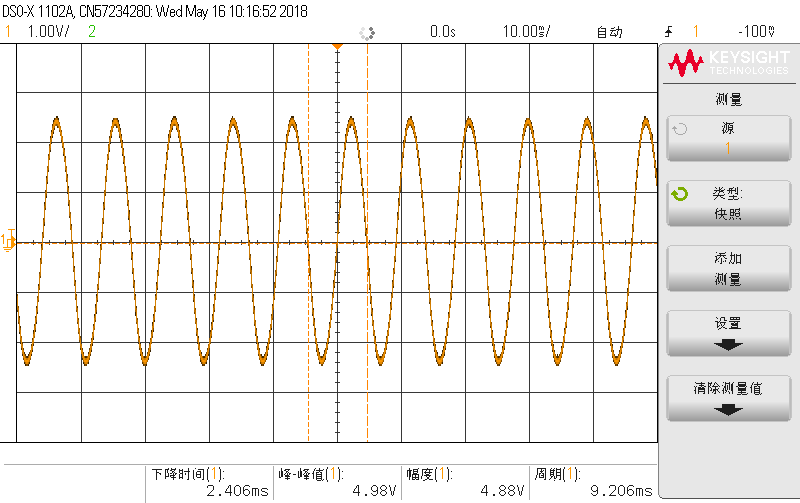 DSO-X 1102A, CN57234280: Wed May 16 10:16:52 2018
1 1.00V/ 2 0.0s 10.00ms/ 自动 1 -100mV
KEYSIGHT
TECHNOLOGIES
测量
源
1
类型:
快照
添加
测量
设置
清除测量值
1
下降时间(1): 峰-峰值(1): 幅度(1): 周期(1):
2.406ms 4.98V 4.88V 9.206ms